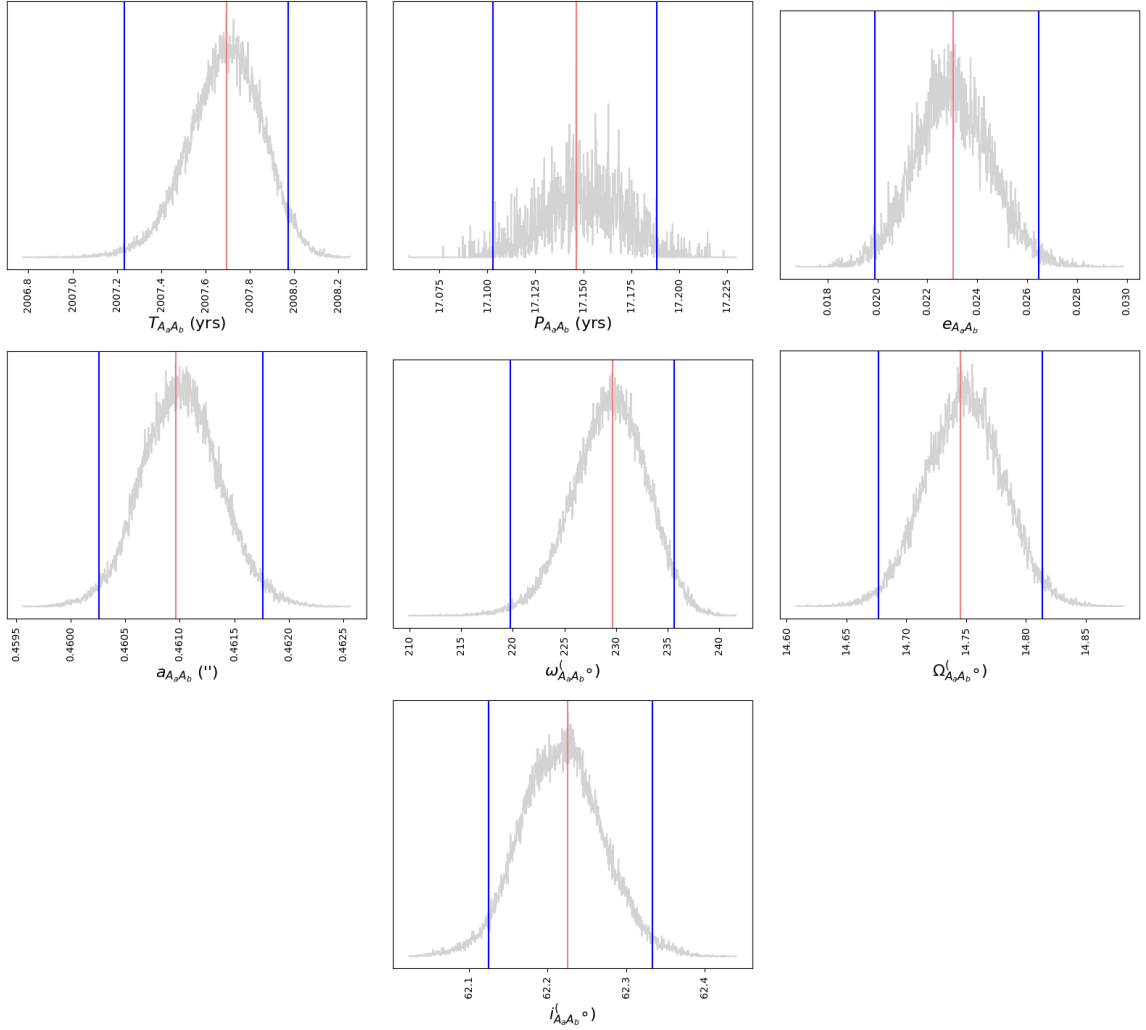 2006.8 2007.0 2007.2 2007.4 2007.6 2007.8 2008.0 2008.2
T_{A_aA_b} (yrs)
17.075 17.100 17.125 17.150 17.175 17.200 17.225
P_{A_aA_b} (yrs)
0.018 0.020 0.022 0.024 0.026 0.028 0.030
e_{A_aA_b}
0.4595 0.4600 0.4605 0.4610 0.4615 0.4620 0.4625
a_{A_aA_b} ('')
210 215 220 225 230 235 240
ω^{(}_{A_aA_b}∘)
14.60 14.65 14.70 14.75 14.80 14.85
Ω^{(}_{A_aA_b}∘)
62.1 62.2 62.3 62.4
i^{(}_{A_aA_b}∘)